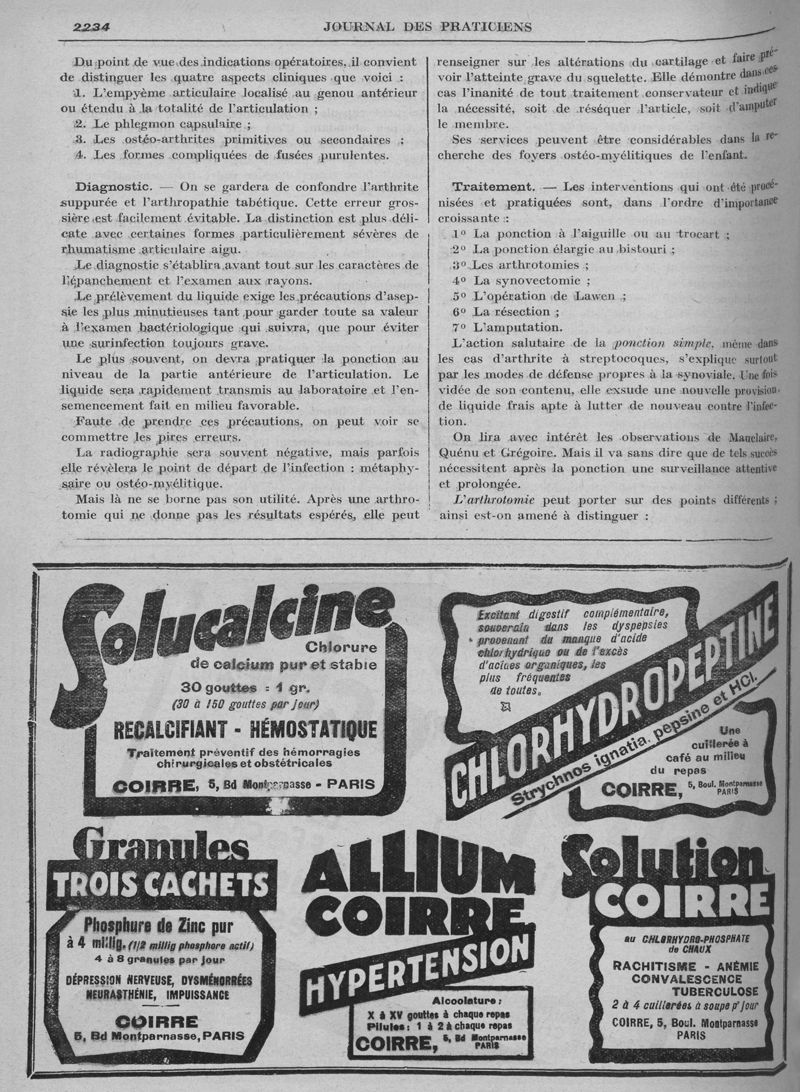 2234
JOURNAL DES PRATICIENS
Du point de vue des indications opératoires, il convient
de distinguer les quatre aspects cliniques que voici :
1. L'empyème articulaire localisé au genou antérieur
ou étendu à la totalité de l'articulation ;
2. Le phlegmon capsulaire ;
3. Les ostéo-arthrites primitives ou secondaires ;
4. Les formes compliquées de fusées purulentes.
Diagnostic. — On se gardera de confondre l'arthrite
suppurée et l'arthropathie tabétique. Cette erreur gros-
sière est facilement évitable. La distinction est plus déli-
cate avec certaines formes particulièrement sévères de
rhumatisme articulaire aigu.
Le diagnostic s'établira avant tout sur les caractères de
l'épanchement et l'examen aux rayons.
Le prélèvement du liquide exige les précautions d'asep-
sie les plus minutieuses tant pour garder toute sa valeur
à l'examen bactériologique qui suivra, que pour éviter
une surinfection toujours grave.
Le plus souvent, on devra pratiquer la ponction au
niveau de la partie antérieure de l'articulation. Le
liquide sera rapidement transmis au laboratoire et l'en-
semencement fait en milieu favorable.
Faute de prendre ces précautions, on peut voir se
commettre les pires erreurs.
La radiographie sera souvent négative, mais parfois
elle révèlera le point de départ de l'infection : métaphy-
saire ou ostéo-myélitique.
Mais là ne se borne pas son utilité. Après une arthro-
tomie qui ne donne pas les résultats espérés, elle peut
renseigner sur les altérations du cartilage et faire pré-
voir l'atteinte grave du squelette. Elle démontre dans ces
cas l'inanité de tout traitement conservateur et indique
la nécessité, soit de réséquer l'article, soit d'amputer
le membre.
Ses services peuvent être considérables dans la re-
cherche des foyers ostéo-myélitiques de l'enfant.
Traitement. — Les interventions qui ont été procé-
nisées et pratiquées sont, dans l'ordre d'importance
croissante :
1º La ponction à l'aiguille ou au trocart ;
2º La ponction élargie au bistouri ;
3º Les arthrotomies ;
4º La synovectomie ;
5º L'opération de Lawen ;
6º La résection ;
7º L'amputation.
L'action salutaire de la ponction simple, même dans
les cas d'arthrite à streptocoques, s'explique surtout
par les modes de défense propres à la synoviale. Une fois
vidée de son contenu, elle exsude une nouvelle provision
de liquide frais apte à lutter de nouveau contre l'infec-
tion.
On lira avec intérêt les observations de Mauclaire,
Quénu et Grégoire. Mais il va sans dire que de tels succès
nécessitent après la ponction une surveillance attentive
et prolongée.
L'arthrotomie peut porter sur des points différents ;
ainsi est-on amené à distinguer :
Solucalcine
Chlorure
de calcium pur et stable
30 gouttes = 1 gr.
(30 à 150 gouttes par jour)
RECALCIFIANT - HÉMOSTATIQUE
Traitement préventif des hémorragies
chirurgicales et obstétricales
COIRRE, 5, Bd Montparnasse - PARIS
Excitant digestif complémentaire,
souverain dans les dyspepsies
provenant du manque d'acide
chlorhydrique ou de l'excès
d'acides organiques, les
plus fréquentes
de toutes.
CHLORHYDROPEPTINE
Strychnos ignatia, pepsine et HCl.
Une
cuillerée à
café au milieu
du repas
COIRRE, 5, Boul. Montparnasse
PARIS
Granules
TROIS CACHETS
Phosphure de Zinc pur
à 4 millig. (1/2 millig phosphore actif)
4 à 8 granules par jour
DÉPRESSION NERVEUSE, DYSMÉNORRÉES
NEURASTHÉNIE, IMPUISSANCE
COIRRE
5, Bd Montparnasse, PARIS
ALLIUM
COIRRE
HYPERTENSION
Alcoolature :
X à XV gouttes à chaque repas
Pilules : 1 à 2 à chaque repas
COIRRE, 5, Bd Montparnasse
PARIS
Solution
COIRRE
au CHLORHYDRO-PHOSPHATE
de CHAUX
RACHITISME - ANÉMIE
CONVALESCENCE
TUBERCULOSE
2 à 4 cuillerées à soupe p' jour
COIRRE, 5, Boul. Montparnasse
PARIS